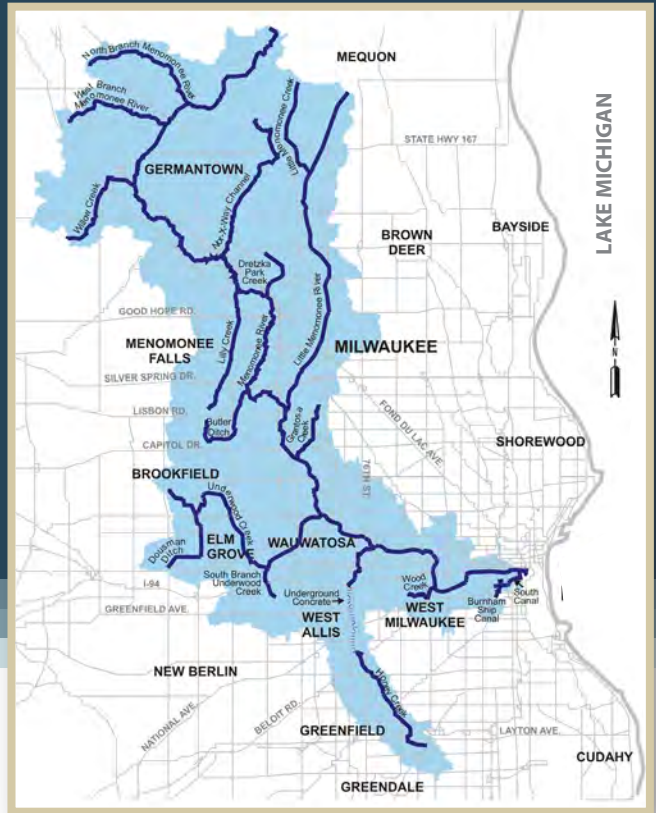 MEQUON
North Branch Menomonee River
West Branch
Menomonee River
Little Menomonee Creek
LAKE MICHIGAN
STATE HWY 167
GERMANTOWN
Nor-X-Way Channel
Willow Creek
BROWN
DEER
BAYSIDE
Dretzka
Park
Creek
GOOD HOPE RD.
Little Menomonee River
N
MENOMONEE
FALLS
Lilly Creek
Menomonee River
MILWAUKEE
SILVER SPRING DR.
LISBON RD.
Butler
Ditch
Grantosa
Creek
FOND DU LAC AVE.
CAPITOL DR.
SHOREWOOD
76TH ST.
BROOKFIELD
Underwood Creek
Dousman
Ditch
ELM
GROVE
WAUWATOSA
I-94
South Branch
Underwood
Creek
Wood
Creek
GREENFIELD AVE.
Underground
Concrete
WEST
ALLIS
WEST
MILWAUKEE
Burnham
Ship
Canal
South
Canal
NEW BERLIN
Honey Creek
NATIONAL AVE.
BELOIT RD.
GREENFIELD
LAYTON AVE.
CUDAHY
GREENDALE